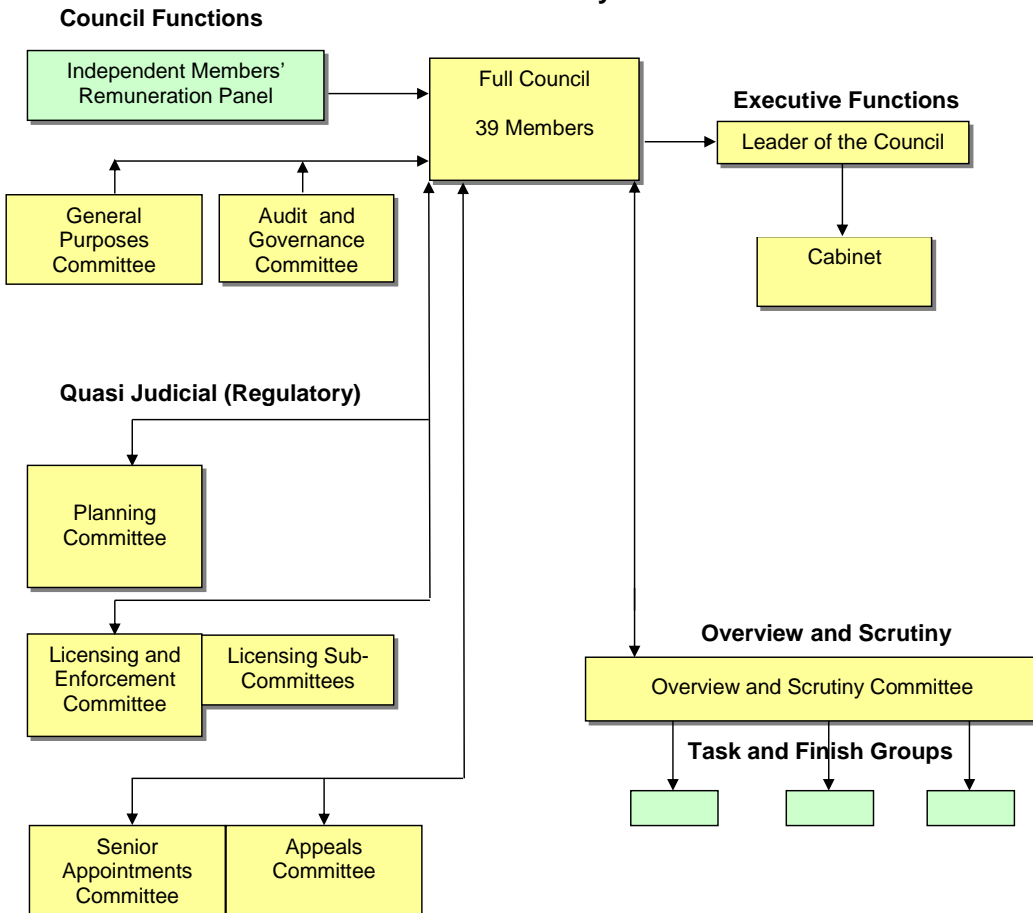 Council Functions
Independent Members’
Remuneration Panel
Full Council
39 Members
Executive Functions
Leader of the Council
General
Purposes
Committee
Audit and
Governance
Committee
Cabinet
Quasi Judicial (Regulatory)
Planning
Committee
Licensing and
Enforcement
Committee
Licensing Sub-
Committees
Overview and Scrutiny
Overview and Scrutiny Committee
Task and Finish Groups
Senior
Appointments
Committee
Appeals
Committee